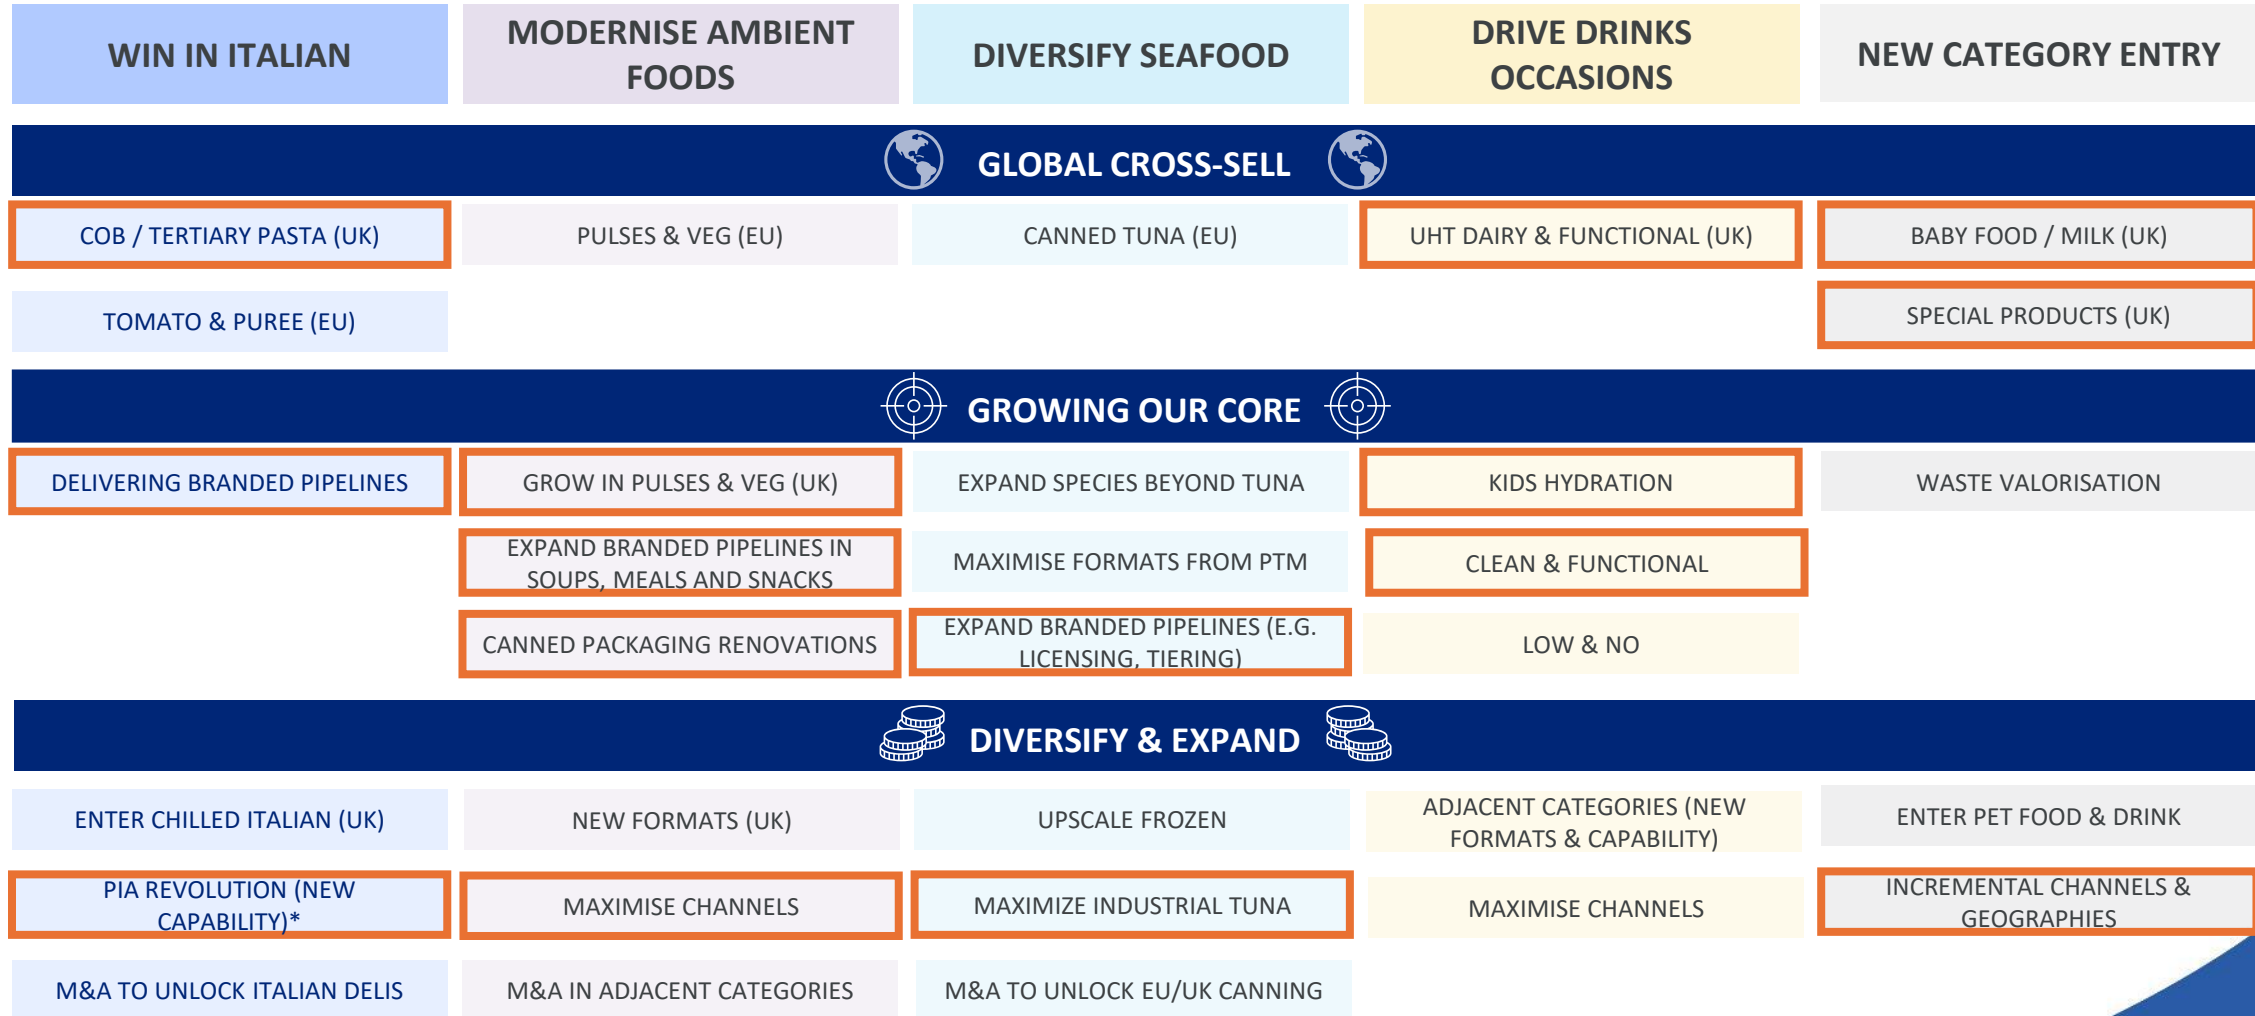 WIN IN ITALIAN
MODERNISE AMBIENT
FOODS
DIVERSIFY SEAFOOD
DRIVE DRINKS
OCCASIONS
NEW CATEGORY ENTRY
GLOBAL CROSS-SELL
COB / TERTIARY PASTA (UK)
PULSES & VEG (EU)
CANNED TUNA (EU)
UHT DAIRY & FUNCTIONAL (UK)
BABY FOOD / MILK (UK)
TOMATO & PUREE (EU)
SPECIAL PRODUCTS (UK)
GROWING OUR CORE
DELIVERING BRANDED PIPELINES
GROW IN PULSES & VEG (UK)
EXPAND SPECIES BEYOND TUNA
KIDS HYDRATION
WASTE VALORISATION
EXPAND BRANDED PIPELINES IN
SOUPS, MEALS AND SNACKS
MAXIMISE FORMATS FROM PTM
CLEAN & FUNCTIONAL
CANNED PACKAGING RENOVATIONS
EXPAND BRANDED PIPELINES (E.G.
LICENSING, TIERING)
LOW & NO
DIVERSIFY & EXPAND
ENTER CHILLED ITALIAN (UK)
NEW FORMATS (UK)
UPSCALE FROZEN
ADJACENT CATEGORIES (NEW
FORMATS & CAPABILITY)
ENTER PET FOOD & DRINK
PIA REVOLUTION (NEW
CAPABILITY)*
MAXIMISE CHANNELS
MAXIMIZE INDUSTRIAL TUNA
MAXIMISE CHANNELS
INCREMENTAL CHANNELS &
GEOGRAPHIES
M&A TO UNLOCK ITALIAN DELIS
M&A IN ADJACENT CATEGORIES
M&A TO UNLOCK EU/UK CANNING